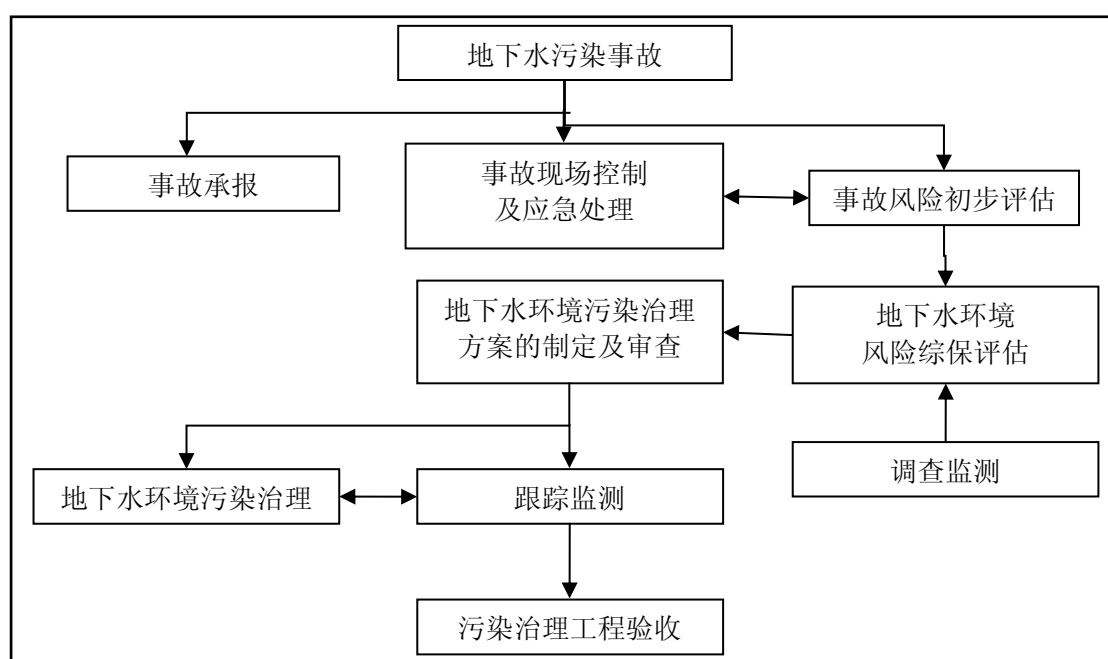 地下水污染事故
事故承报
事故现场控制
及应急处理
事故风险初步评估
地下水环境污染治理
方案的制定及审查
地下水环境
风险综保评估
调查监测
地下水环境污染治理
跟踪监测
污染治理工程验收